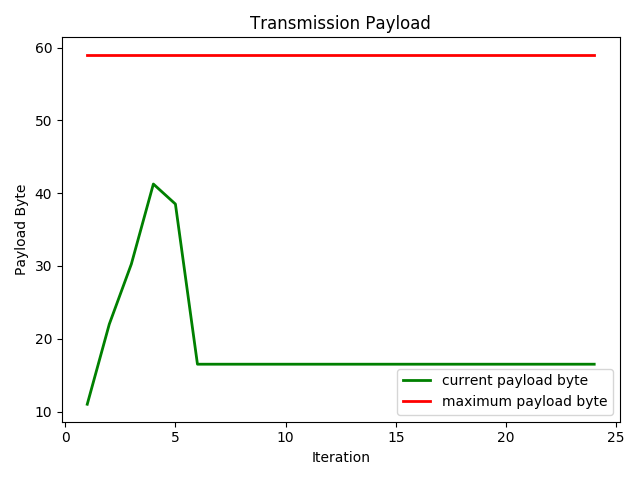 Transmission Payload
Payload Byte
60
50
40
30
20
10
0
5
10
15
20
25
Iteration
current payload byte
maximum payload byte